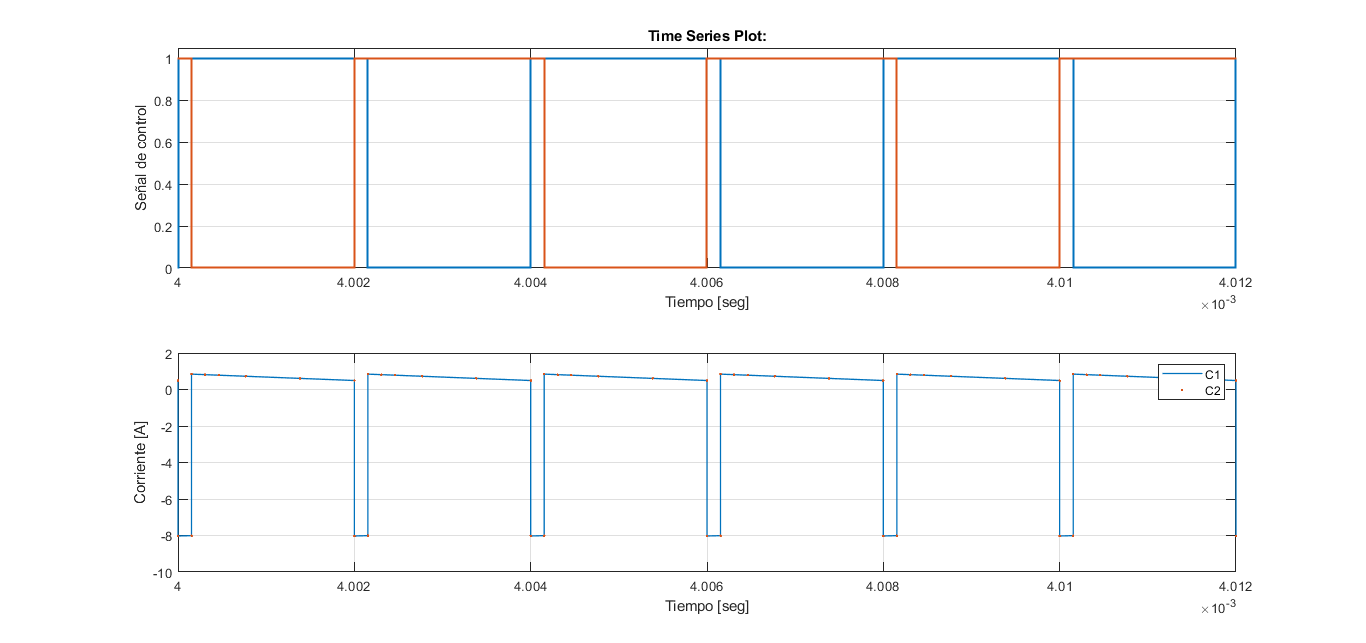 Time Series Plot:
Señal de control
1
0.8
0.6
0.4
0.2
0
4 4.002 4.004 4.006 4.008 4.01 4.012
Tiempo [seg]
×10-3
Corriente [A]
2
0
-2
-4
-6
-8
-10
C1
C2
4 4.002 4.004 4.006 4.008 4.01 4.012
Tiempo [seg]
×10-3